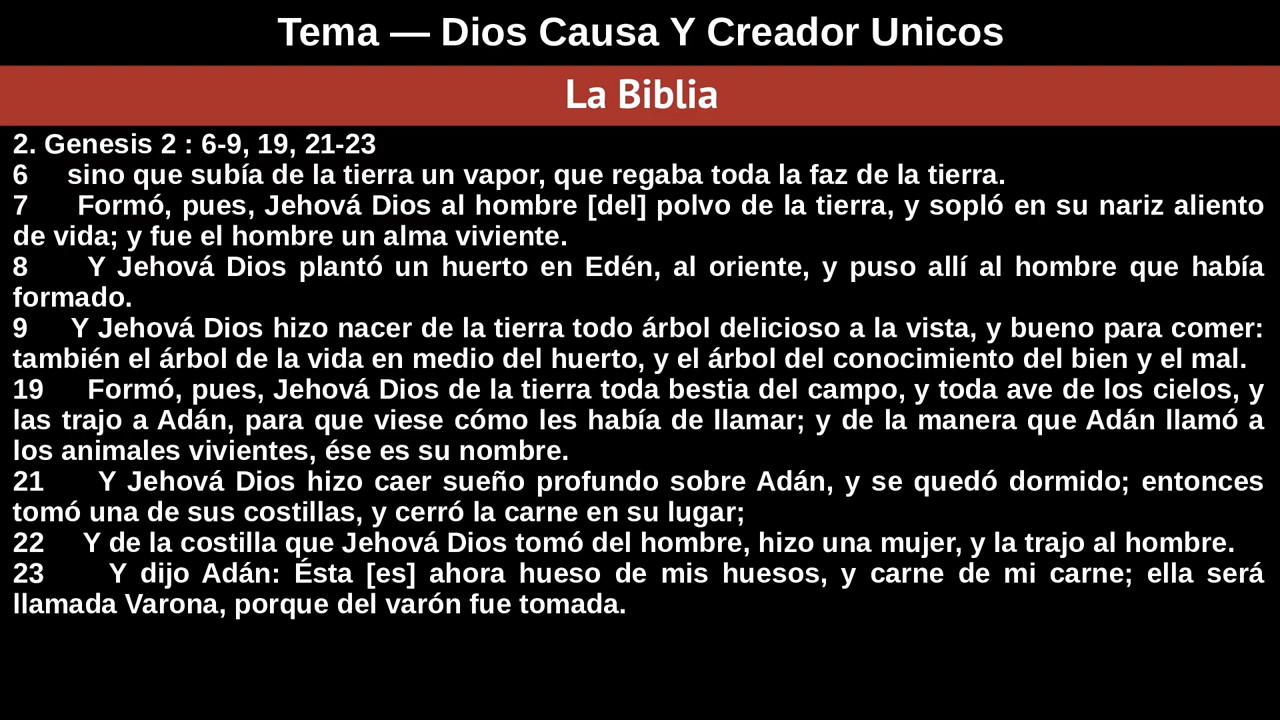 Tema — Dios Causa Y Creador Unicos
La Biblia
2. Genesis 2 : 6-9, 19, 21-23
6 sino que subía de la tierra un vapor, que regaba toda la faz de la tierra.
7 Formó, pues, Jehová Dios al hombre [del] polvo de la tierra, y sopló en su nariz aliento
de vida; y fue el hombre un alma viviente.
8 Y Jehová Dios plantó un huerto en Edén, al oriente, y puso allí al hombre que había
formado.
9 Y Jehová Dios hizo nacer de la tierra todo árbol delicioso a la vista, y bueno para comer:
también el árbol de la vida en medio del huerto, y el árbol del conocimiento del bien y el mal.
19 Formó, pues, Jehová Dios de la tierra toda bestia del campo, y toda ave de los cielos, y
las trajo a Adán, para que viese cómo les había de llamar; y de la manera que Adán llamó a
los animales vivientes, ése es su nombre.
21 Y Jehová Dios hizo caer sueño profundo sobre Adán, y se quedó dormido; entonces
tomó una de sus costillas, y cerró la carne en su lugar;
22 Y de la costilla que Jehová Dios tomó del hombre, hizo una mujer, y la trajo al hombre.
23 Y dijo Adán: Ésta [es] ahora hueso de mis huesos, y carne de mi carne; ella será
llamada Varona, porque del varón fue tomada.